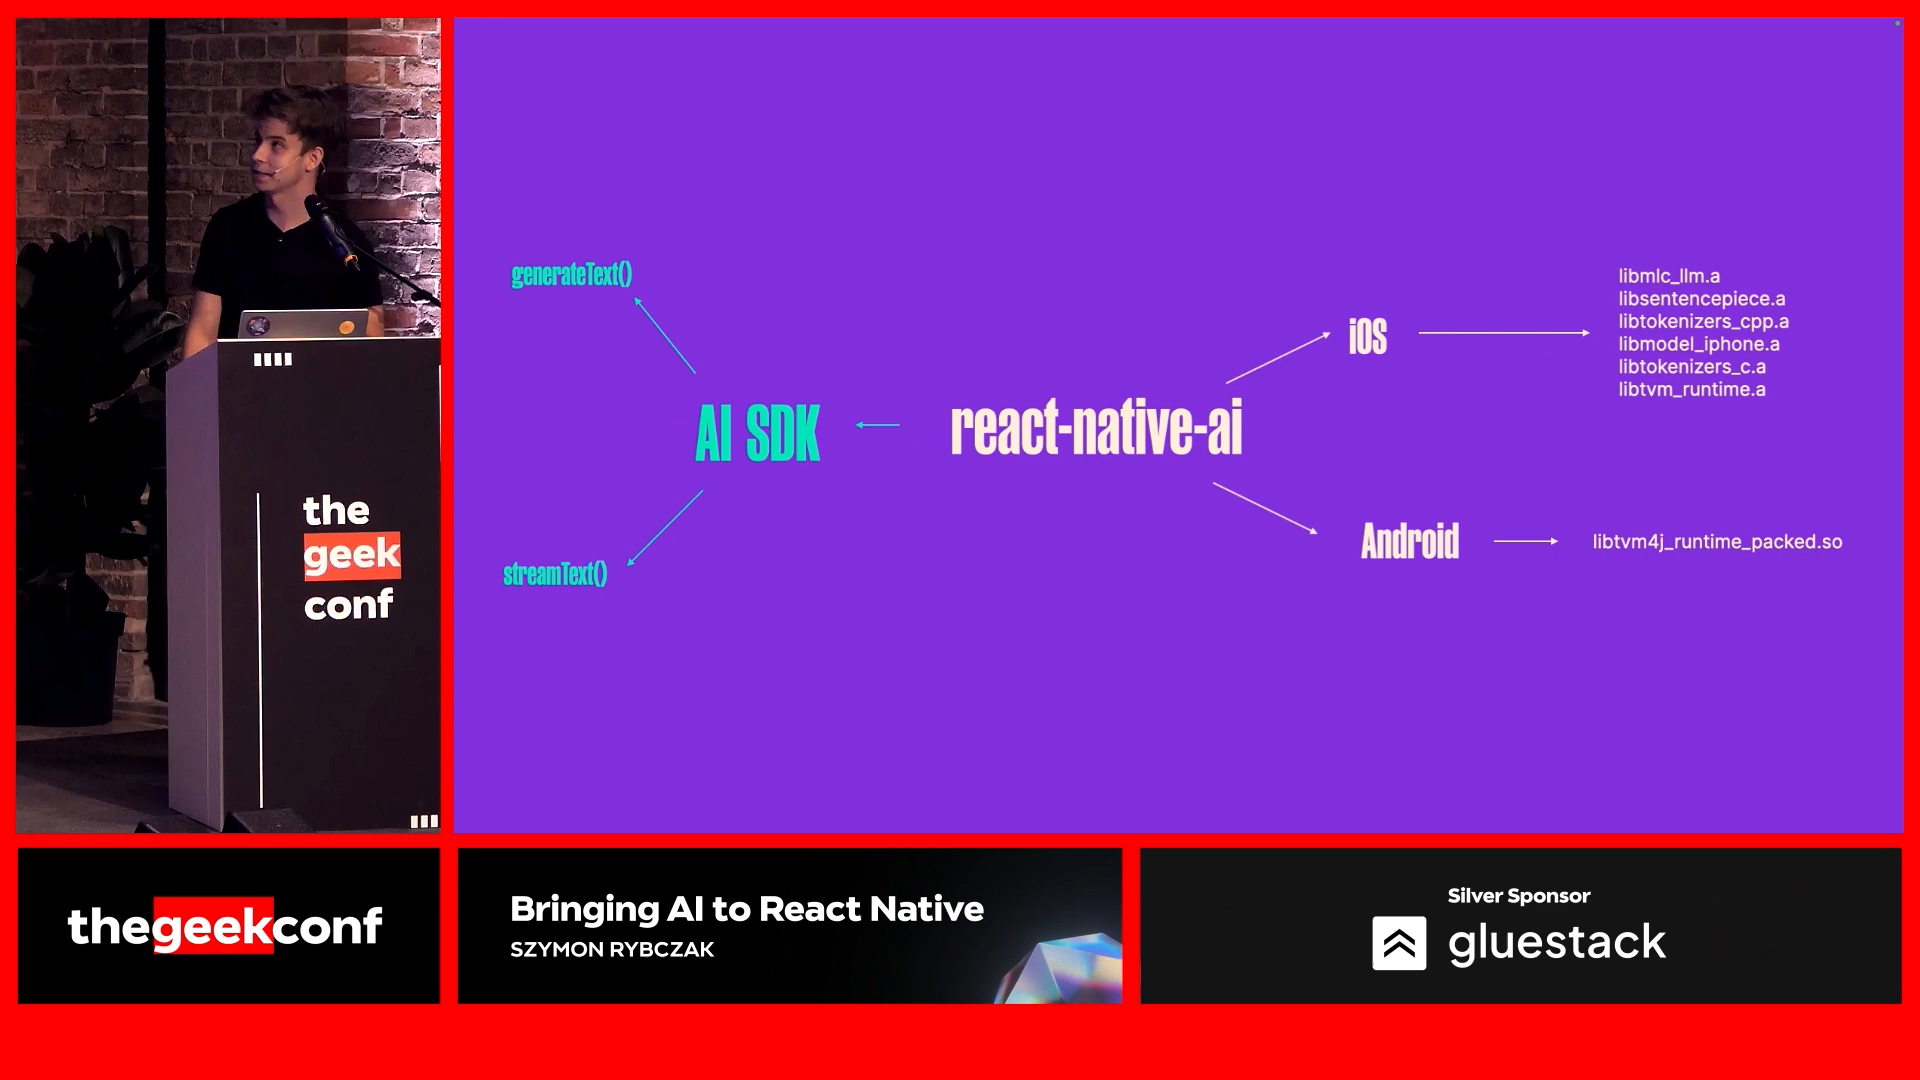 generateText()
AI SDK
streamText()
react-native-ai
iOS
libmlc_llm.a
libsentencepiece.a
libtokenizers_cpp.a
libmodel_iphone.a
libtokenizers_c.a
libtvm_runtime.a
Android
libtvm4j_runtime_packed.so
the
geek
conf
thegeekconf
Bringing AI to React Native
SZYMON RYBCZAK
Silver Sponsor
gluestack